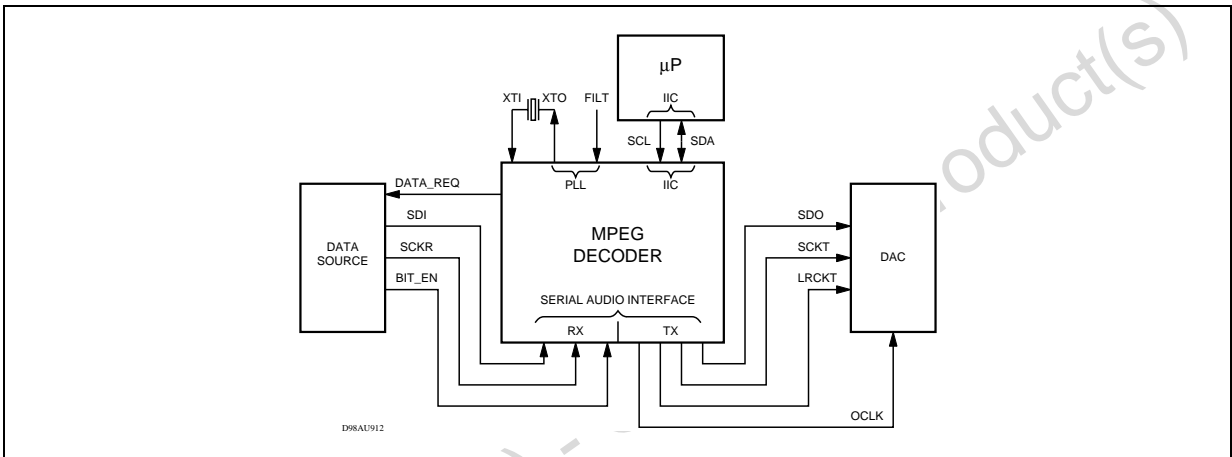 μP
XTI XTO FILT IIC
SCL SDA
DATA_REQ PLL IIC
SDI SDO
DATA SOURCE
MPEG DECODER
SCKR SCKT
DAC
BIT_EN LRCKT
SERIAL AUDIO INTERFACE
RX TX
OCLK
D98AU912